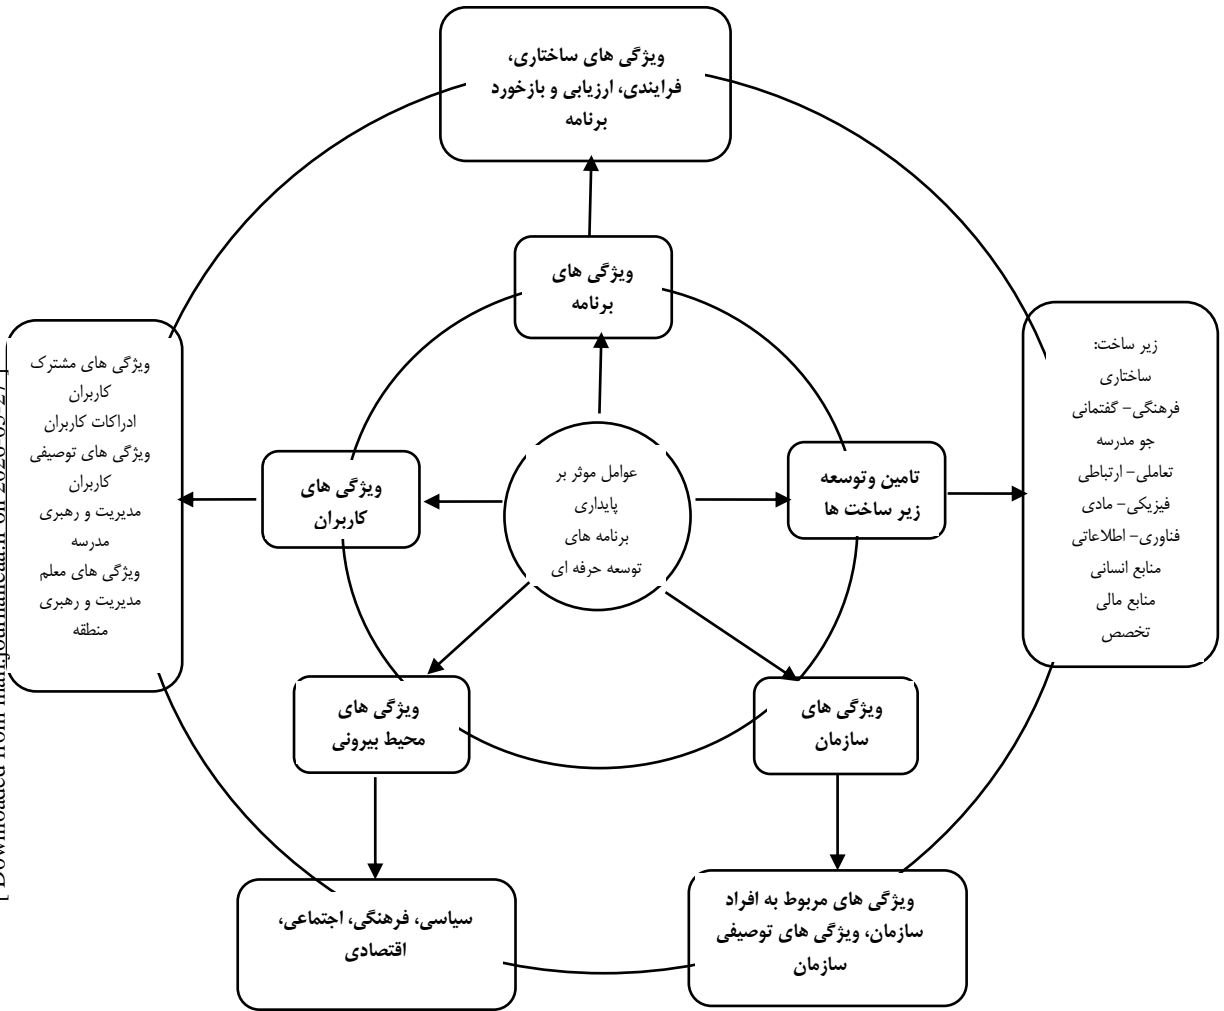 ویژگی های ساختاری،
فرایندی، ارزیابی و بازخورد
برنامه
ویژگی های
برنامه
زیر ساخت:
ساختاری
فرهنگی- گفتمانی
جو مدرسه
تعاملی- ارتباطی
فیزیکی- مادی
فناوری- اطلاعاتی
منابع انسانی
منابع مالی
تخصص
تامین وتوسعه
زیر ساخت ها
عوامل موثر بر
پایداری
برنامه های
توسعه حرفه ای
ویژگی های
کاربران
ویژگی های مشترک
کاربران
ادراکات کاربران
ویژگی های توصیفی
کاربران
مدیریت و رهبری
مدرسه
ویژگی های معلم
مدیریت و رهبری
منطقه
ویژگی های
سازمان
ویژگی های
محیط بیرونی
ویژگی های مربوط به افراد
سازمان، ویژگی های توصیفی
سازمان
سیاسی، فرهنگی، اجتماعی،
اقتصادی
[ Downloaded from